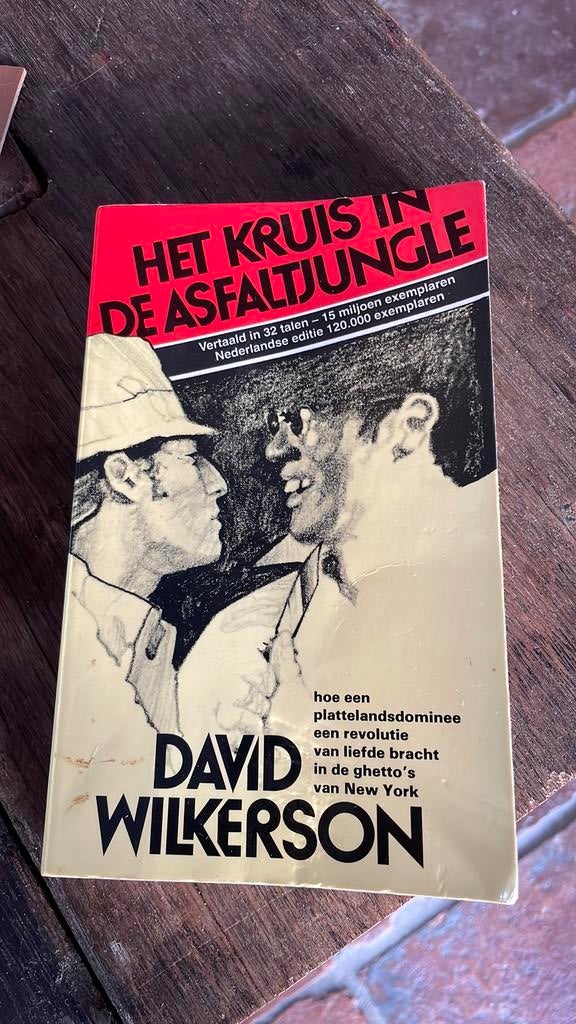 HET KRUIS IN
DE ASFALTJUNGLE
Vertaald in 32 talen – 15 miljoen exemplaren
Nederlandse editie 120.000 exemplaren
hoe een
plattelandsdominee
een revolutie
van liefde bracht
in de ghetto's
van New York
DAVID
WILKERSON